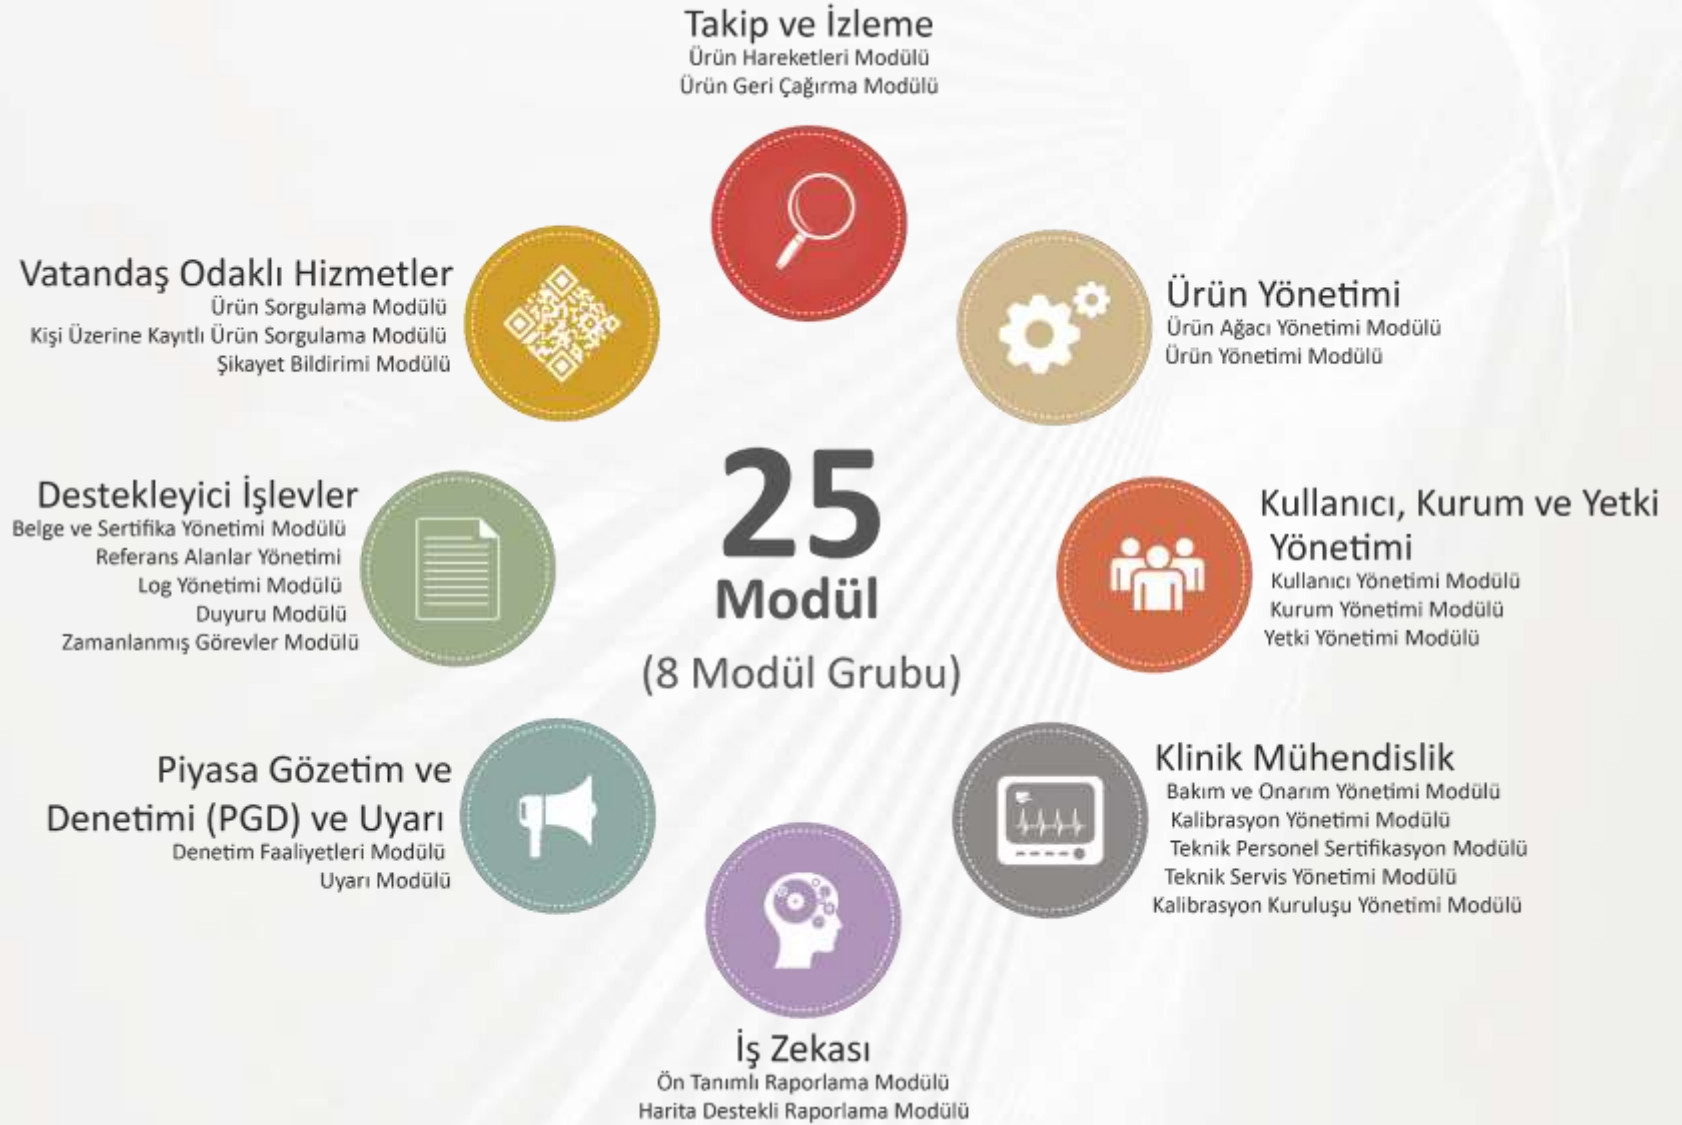 Takip ve İzleme
Ürün Hareketleri Modülü
Ürün Geri Çağırma Modülü
Vatandaş Odaklı Hizmetler
Ürün Sorgulama Modülü
Kişi Üzerine Kayıtlı Ürün Sorgulama Modülü
Şikayet Bildirimi Modülü
Ürün Yönetimi
Ürün Ağacı Yönetimi Modülü
Ürün Yönetimi Modülü
Destekleyici İşlevler
Belge ve Sertifika Yönetimi Modülü
Referans Alanlar Yönetimi
Log Yönetimi Modülü
Duyuru Modülü
Zamanlanmış Görevler Modülü
25
Modül
(8 Modül Grubu)
Kullanıcı, Kurum ve Yetki
Yönetimi
Kullanıcı Yönetimi Modülü
Kurum Yönetimi Modülü
Yetki Yönetimi Modülü
Piyasa Gözetim ve
Denetimi (PGD) ve Uyarı
Denetim Faaliyetleri Modülü
Uyarı Modülü
Klinik Mühendislik
Bakım ve Onarım Yönetimi Modülü
Kalibrasyon Yönetimi Modülü
Teknik Personel Sertifikasyon Modülü
Teknik Servis Yönetimi Modülü
Kalibrasyon Kuruluşu Yönetimi Modülü
İş Zekası
Ön Tanımlı Raporlama Modülü
Harita Destekli Raporlama Modülü